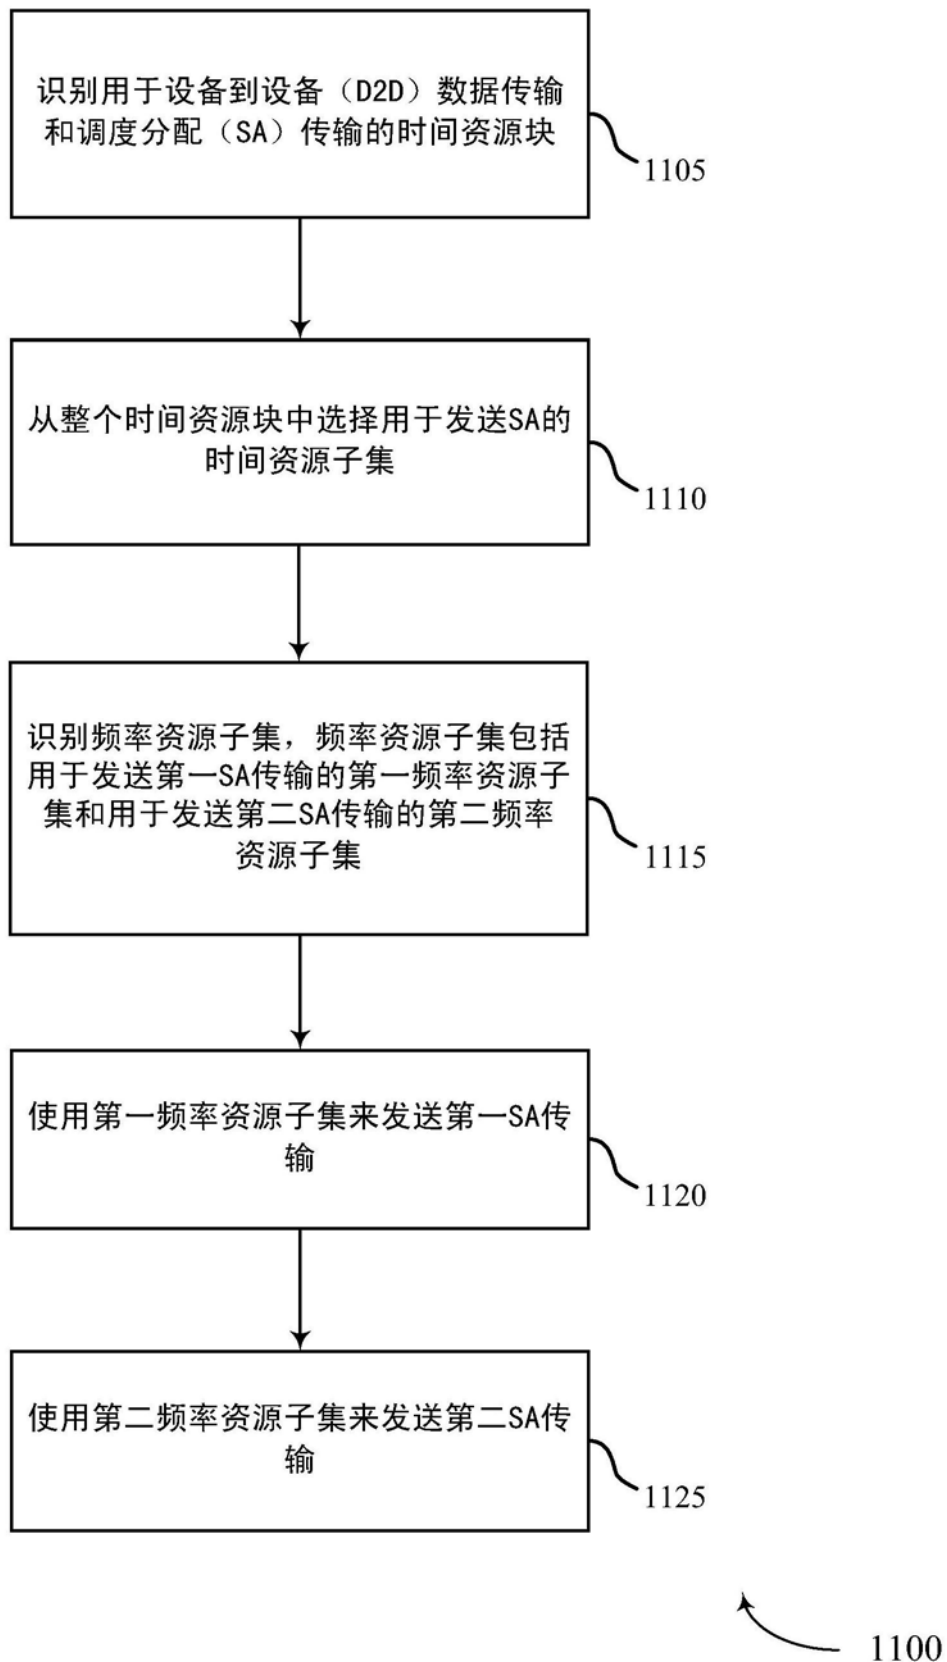 识别用于设备到设备（D2D）数据传输
和调度分配（SA）传输的时间资源块
1105
从整个时间资源块中选择用于发送SA的
时间资源子集
1110
识别频率资源子集，频率资源子集包括
用于发送第一SA传输的第一频率资源子
集和用于发送第二SA传输的第二频率
资源子集
1115
使用第一频率资源子集来发送第一SA传
输
1120
使用第二频率资源子集来发送第二SA传
输
1125
1100